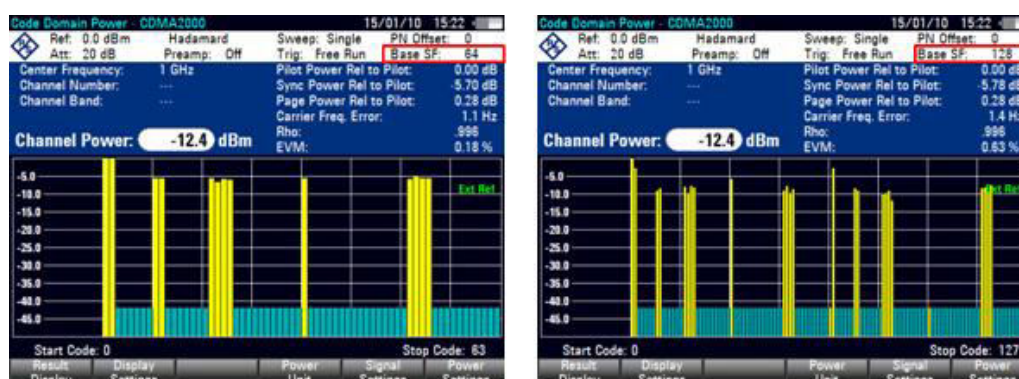 Code Domain Power - CDMA2000 15/01/10 15:22
Ref: 0.0 dBm Hadamard Sweep: Single PN Offset: 0
Att: 20 dB Preamp: Off Trig: Free Run Base SF: 64
Center Frequency: 1 GHz Pilot Power Rel to Pilot: 0.00 dB
Channel Number: --- Sync Power Rel to Pilot: -5.70 dB
Channel Band: --- Page Power Rel to Pilot: 0.28 dB
Carrier Freq. Error: 1.1 Hz
Rho: .996
Channel Power: -12.4 dBm
EVM: 0.18 %
-5.0
Ext Ref
-10.0
-15.0
-20.0
-25.0
-30.0
-35.0
-40.0
-45.0
Start Code: 0 Stop Code: 63
Result Display Power Signal Power
Display Settings Unit Settings Settings
Code Domain Power - CDMA2000 15/01/10 15:22
Ref: 0.0 dBm Hadamard Sweep: Single PN Offset: 0
Att: 20 dB Preamp: Off Trig: Free Run Base SF: 128
Center Frequency: 1 GHz Pilot Power Rel to Pilot: 0.00 dB
Channel Number: --- Sync Power Rel to Pilot: -5.78 dB
Channel Band: --- Page Power Rel to Pilot: 0.28 dB
Carrier Freq. Error: 1.4 Hz
Rho: .996
Channel Power: -12.4 dBm
EVM: 0.63 %
-5.0
Ext Ref
-10.0
-15.0
-20.0
-25.0
-30.0
-35.0
-40.0
-45.0
Start Code: 0 Stop Code: 127
Result Display Power Signal Power
Display Settings Unit Settings Settings